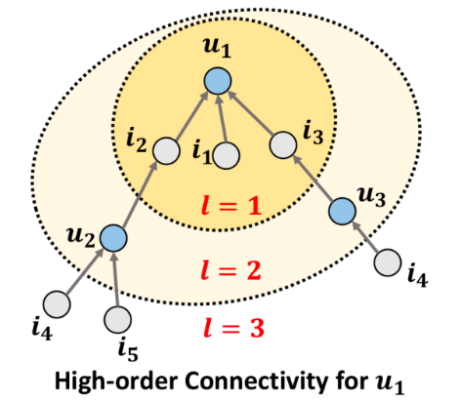 u₁
i₂ i₁ i₃
l = 1
u₃
u₂
l = 2
i₄
i₄
l = 3
i₅
High-order Connectivity for u₁